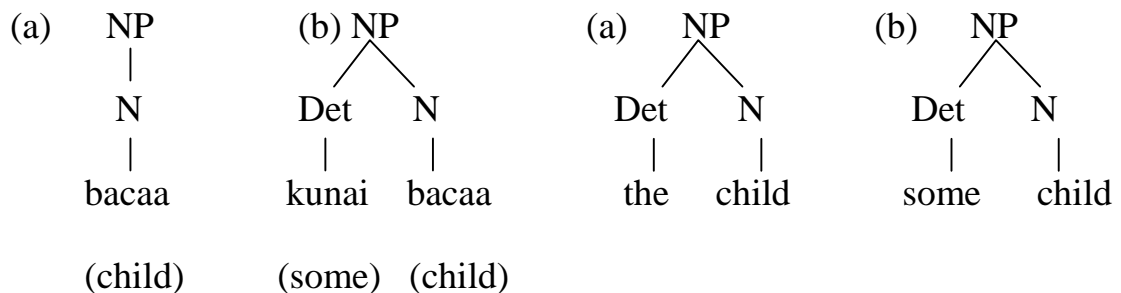 (a) NP (b) NP (a) NP (b) NP
N Det N Det N Det N
bacaa kunai bacaa the child some child
(child) (some) (child)